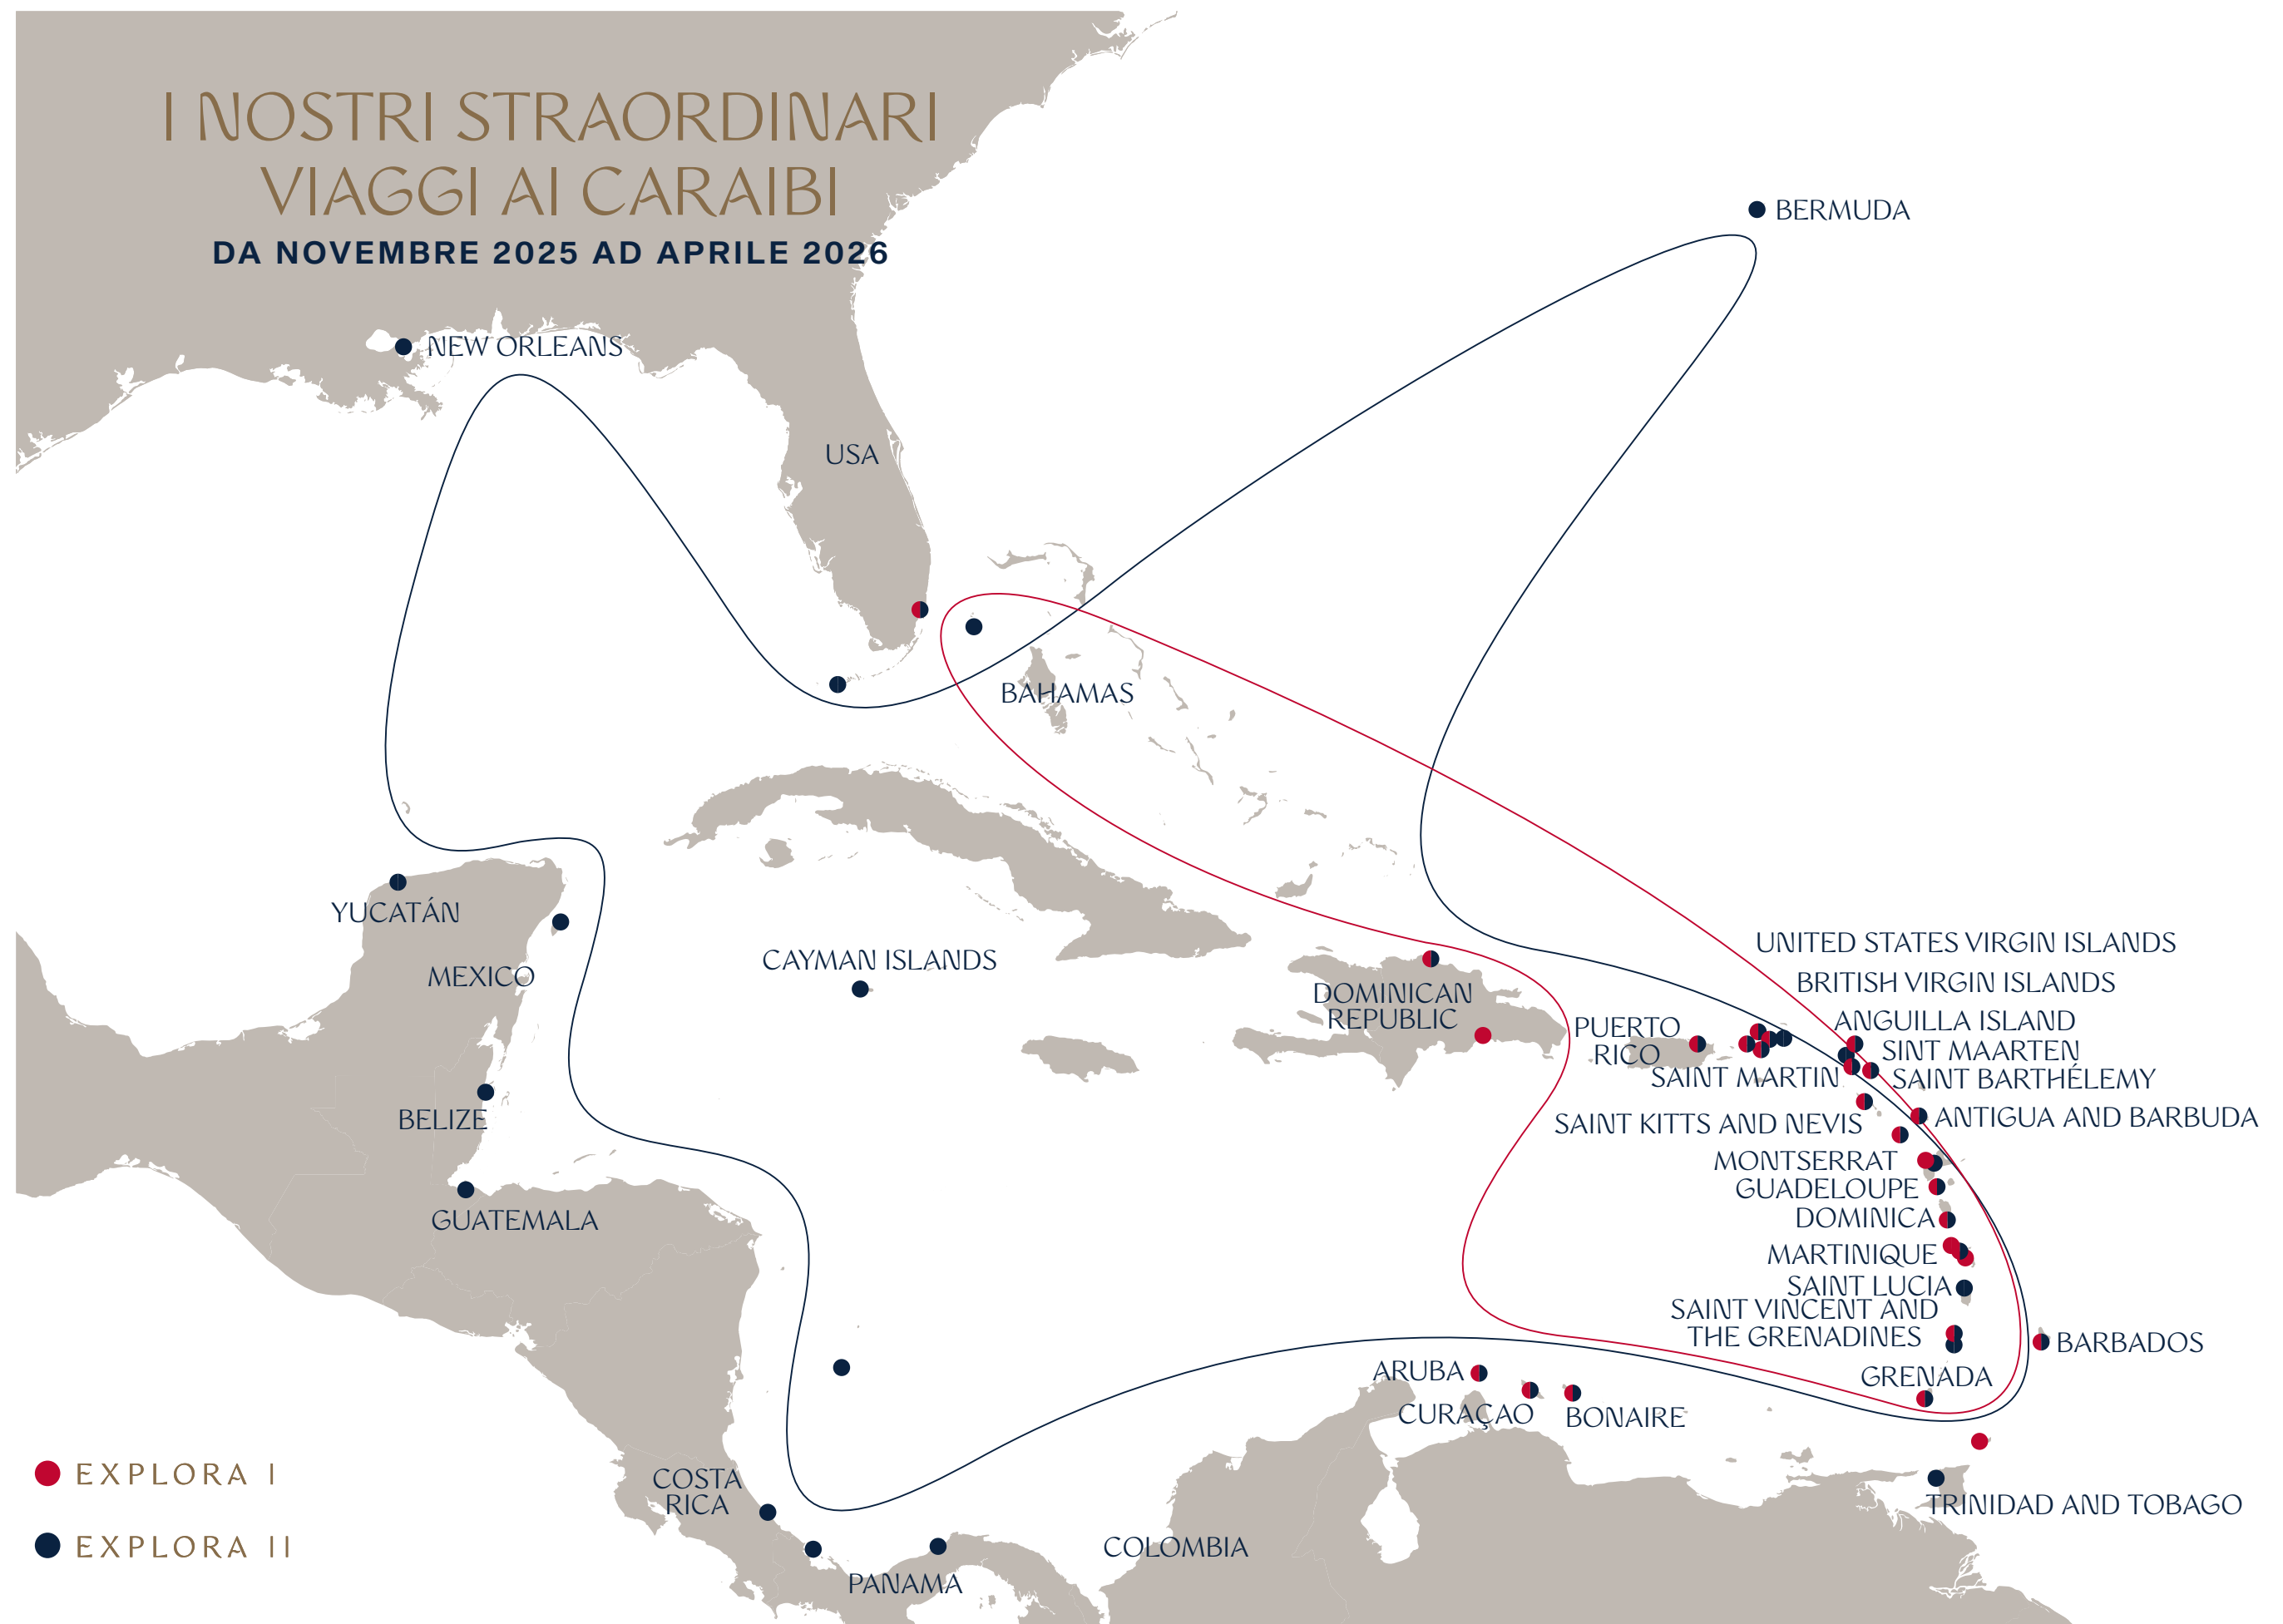 I NOSTRI STRAORDINARI
VIAGGI AI CARAIBI
DA NOVEMBRE 2025 AD APRILE 2026
BERMUDA
NEW ORLEANS
USA
BAHAMAS
YUCATÁN
MEXICO
CAYMAN ISLANDS
UNITED STATES VIRGIN ISLANDS
BRITISH VIRGIN ISLANDS
DOMINICAN
REPUBLIC
PUERTO
RICO
ANGUILLA ISLAND
SINT MAARTEN
SAINT MARTIN
SAINT BARTHÉLEMY
BELIZE
SAINT KITTS AND NEVIS
ANTIGUA AND BARBUDA
MONTSERRAT
GUADELOUPE
GUATEMALA
DOMINICA
MARTINIQUE
SAINT LUCIA
SAINT VINCENT AND
THE GRENADINES
BARBADOS
ARUBA
GRENADA
CURAÇAO
BONAIRE
EXPLORA I
COSTA
RICA
TRINIDAD AND TOBAGO
EXPLORA II
COLOMBIA
PANAMA